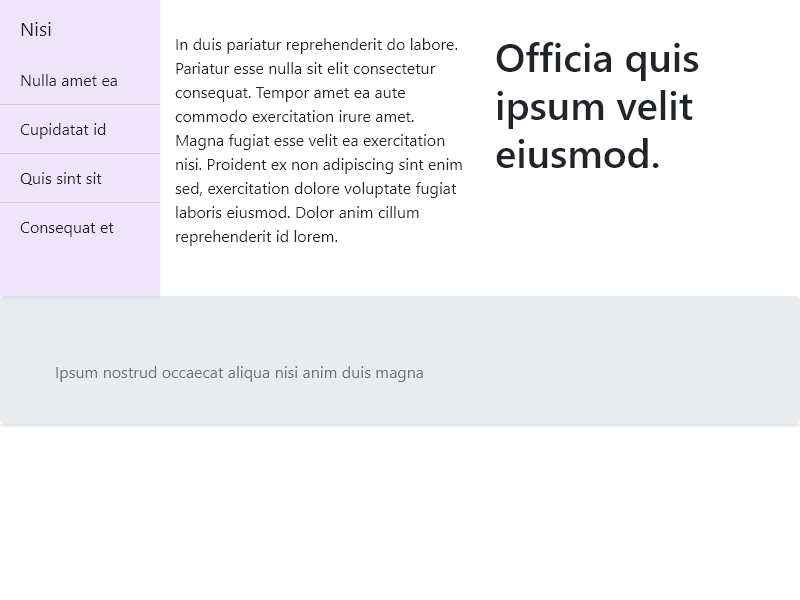 Nisi
Nulla amet ea
Cupidatat id
Quis sint sit
Consequat et
In duis pariatur reprehenderit do labore.
Pariatur esse nulla sit elit consectetur
consequat. Tempor amet ea aute
commodo exercitation irure amet.
Magna fugiat esse velit ea exercitation
nisi. Proident ex non adipiscing sint enim
sed, exercitation dolore voluptate fugiat
laboris eiusmod. Dolor anim cillum
reprehenderit id lorem.
Officia quis
ipsum velit
eiusmod.
Ipsum nostrud occaecat aliqua nisi anim duis magna